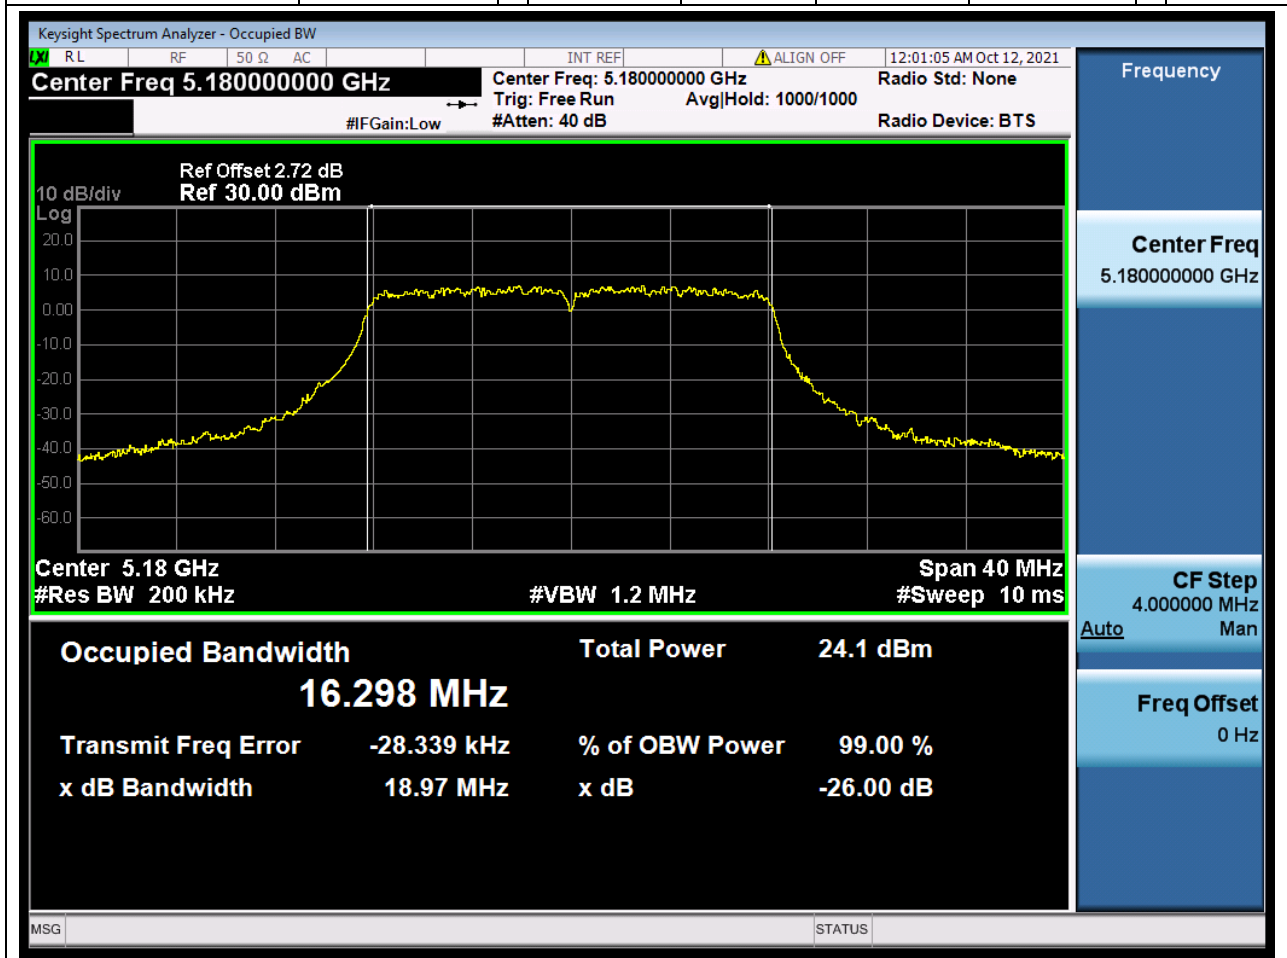 Keysight Spectrum Analyzer - Occupied BW
LXI RL RF 50 Ω AC INT REF ALIGN OFF 12:01:05 AM Oct 12, 2021
Center Freq 5.180000000 GHz
Center Freq: 5.180000000 GHz
Radio Std: None
Trig: Free Run Avg|Hold: 1000/1000
#IFGain:Low
#Atten: 40 dB
Radio Device: BTS
Ref Offset 2.72 dB
10 dB/div Ref 30.00 dBm
Log
20.0
10.0
0.00
-10.0
-20.0
-30.0
-40.0
-50.0
-60.0
Center 5.18 GHz Span 40 MHz
#Res BW 200 kHz #VBW 1.2 MHz #Sweep 10 ms
Occupied Bandwidth Total Power 24.1 dBm
16.298 MHz
Transmit Freq Error -28.339 kHz % of OBW Power 99.00 %
x dB Bandwidth 18.97 MHz x dB -26.00 dB
MSG STATUS
Frequency
Center Freq
5.180000000 GHz
CF Step
4.000000 MHz
Auto Man
Freq Offset
0 Hz